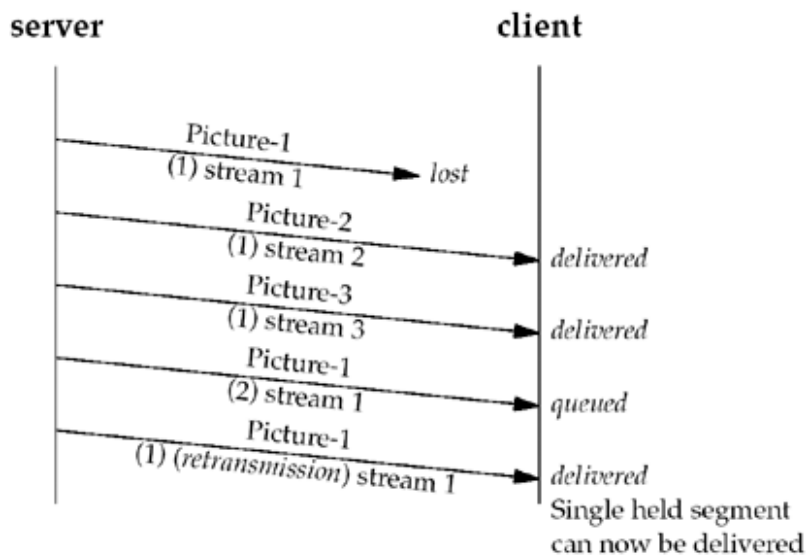 server
client
Picture-1
(1) stream 1
lost
Picture-2
(1) stream 2
delivered
Picture-3
(1) stream 3
delivered
Picture-1
(2) stream 1
queued
Picture-1
(1) (retransmission) stream 1
delivered
Single held segment
can now be delivered